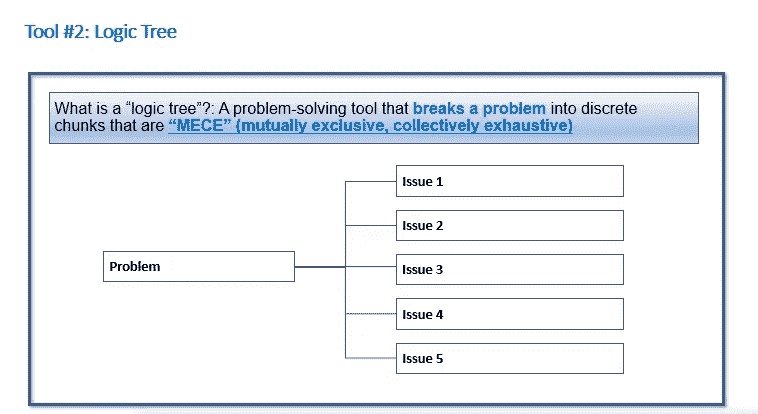 Tool #2: Logic Tree
What is a “logic tree”?: A problem-solving tool that breaks a problem into discrete
chunks that are “MECE” (mutually exclusive, collectively exhaustive)
Issue 1
Issue 2
Problem
Issue 3
Issue 4
Issue 5